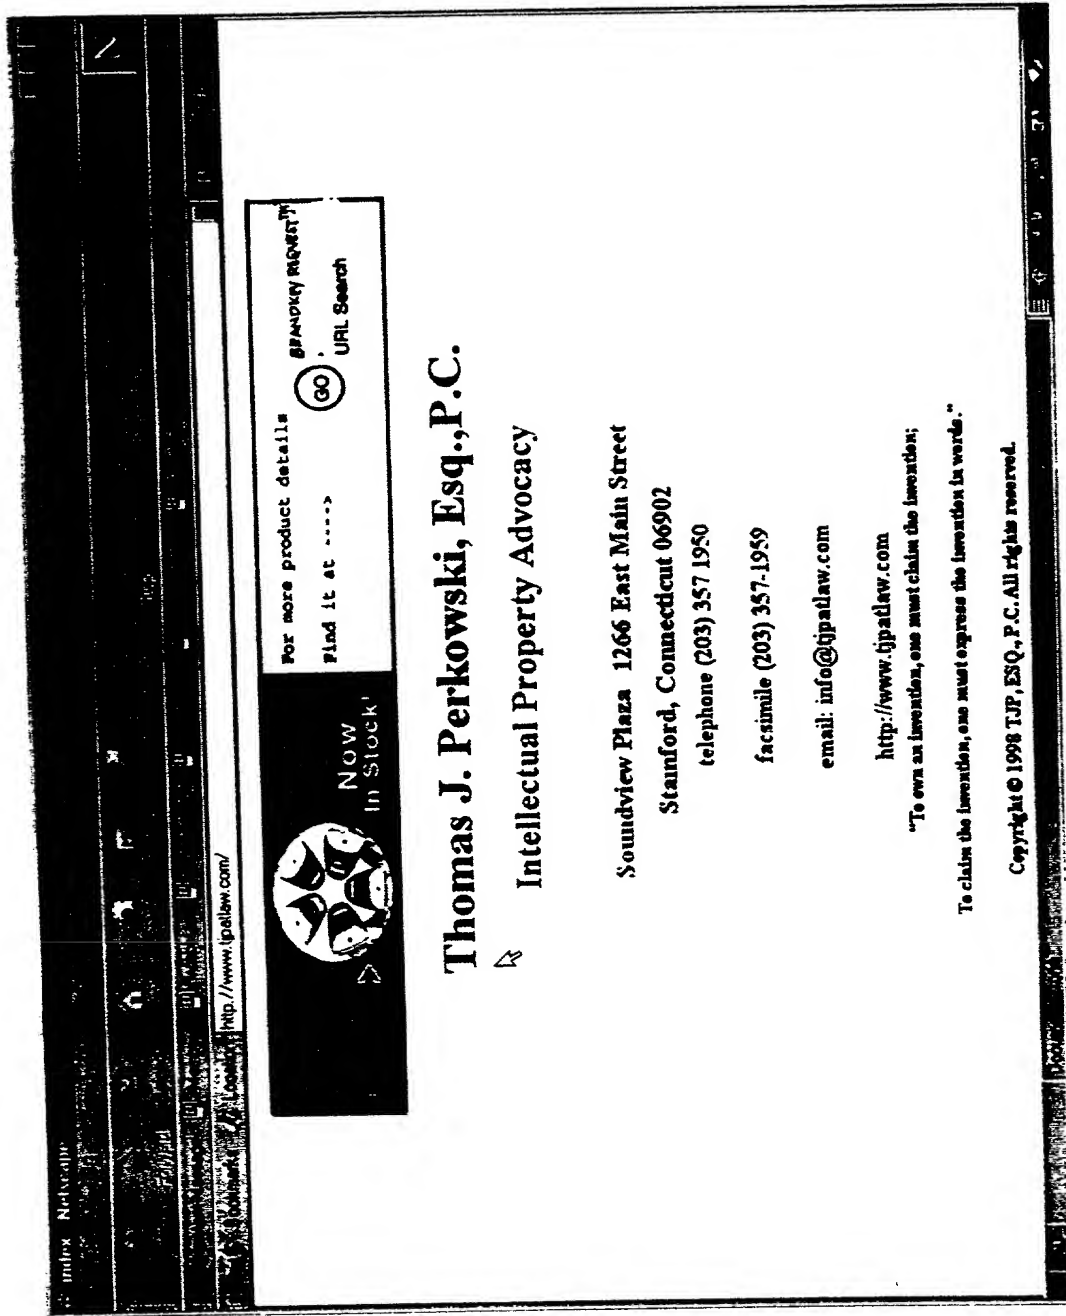 index Netscape
http://www.tjpatlaw.com/
Now
In Stock!
For more product details
Find it at ---->
GO
BRANDKEY REQUEST™
URL Search
Thomas J. Perkowski, Esq.,P.C.
Intellectual Property Advocacy
Soundview Plaza 1266 East Main Street
Stamford, Connecticut 06902
telephone (203) 357 1950
facsimile (203) 357-1959
email: info@tjpatlaw.com
http://www.tjpatlaw.com
"To own an invention, one must claim the invention;
To claim the invention, one must express the invention in words."
Copyright © 1998 TJP, ESQ., P.C. All rights reserved.